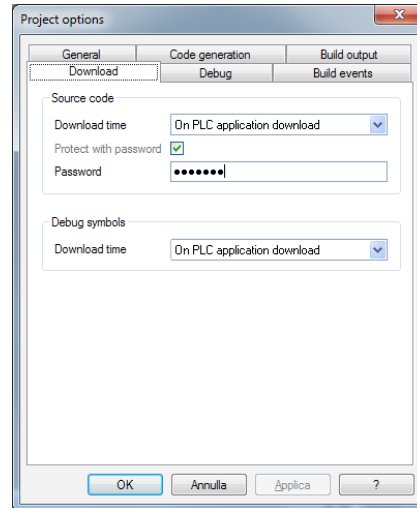 Project options
General Code generation Build output
Download Debug Build events
Source code
Download time On PLC application download
Protect with password
Password •••••••
Debug symbols
Download time On PLC application download
OK Annulla Applica ?